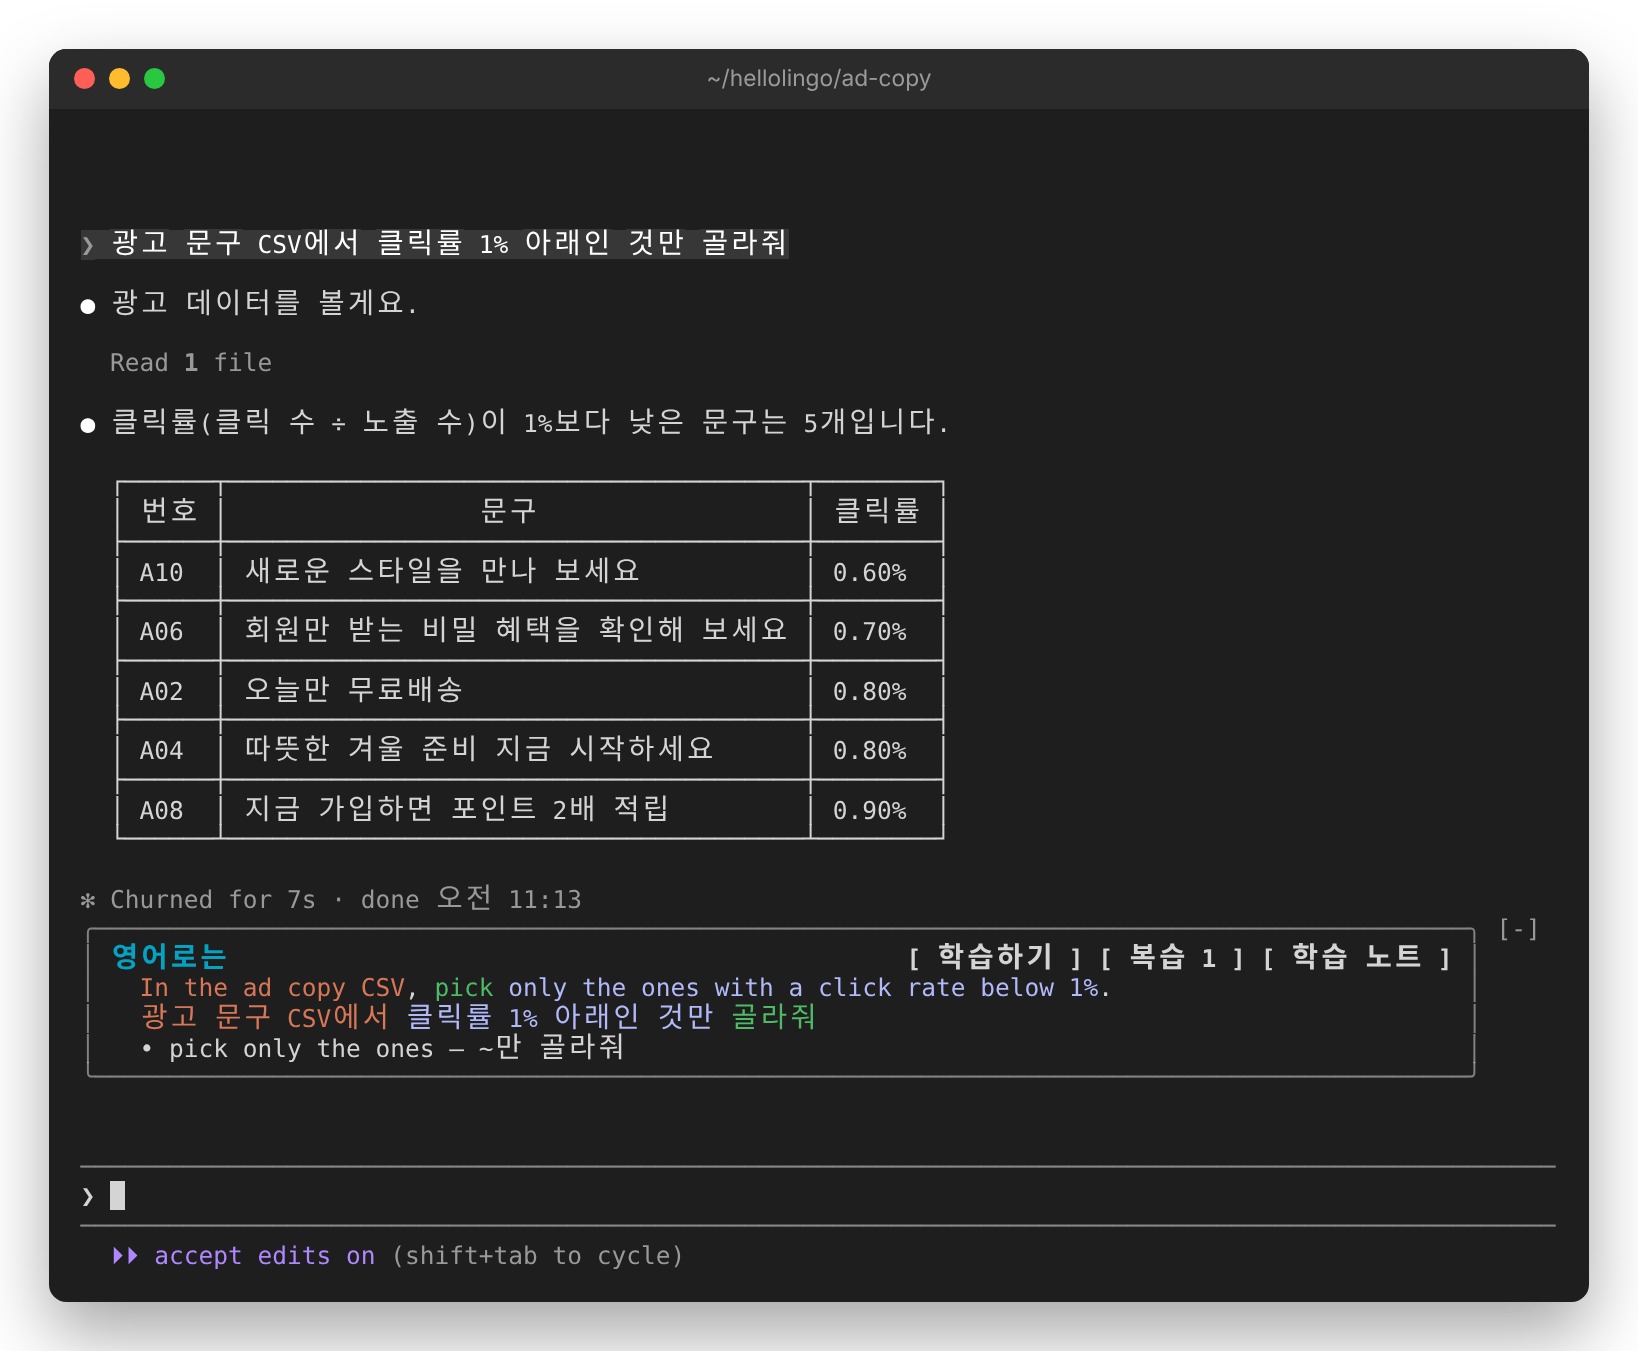 ~/hellolingo/ad-copy
❯ 광고 문구 CSV에서 클릭률 1% 아래인 것만 골라줘
● 광고 데이터를 볼게요.
Read 1 file
● 클릭률(클릭 수 ÷ 노출 수)이 1%보다 낮은 문구는 5개입니다.
번호 문구 클릭률
A10 새로운 스타일을 만나 보세요 0.60%
A06 회원만 받는 비밀 혜택을 확인해 보세요 0.70%
A02 오늘만 무료배송 0.80%
A04 따뜻한 겨울 준비 지금 시작하세요 0.80%
A08 지금 가입하면 포인트 2배 적립 0.90%
✻ Churned for 7s · done 오전 11:13
[-]
영어로는 [ 학습하기 ] [ 복습 1 ] [ 학습 노트 ]
In the ad copy CSV, pick only the ones with a click rate below 1%.
광고 문구 CSV에서 클릭률 1% 아래인 것만 골라줘
• pick only the ones — ~만 골라줘
❯
⏵⏵ accept edits on (shift+tab to cycle)